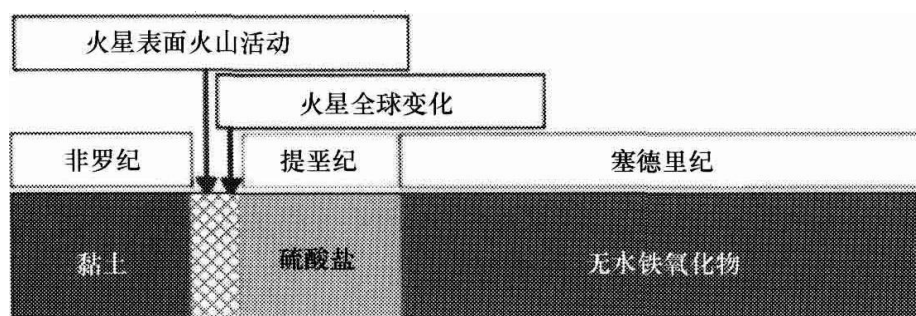 火星表面火山活动
火星全球变化
非罗纪
提垩纪
塞德里纪
黏土
硫酸盐
无水铁氧化物